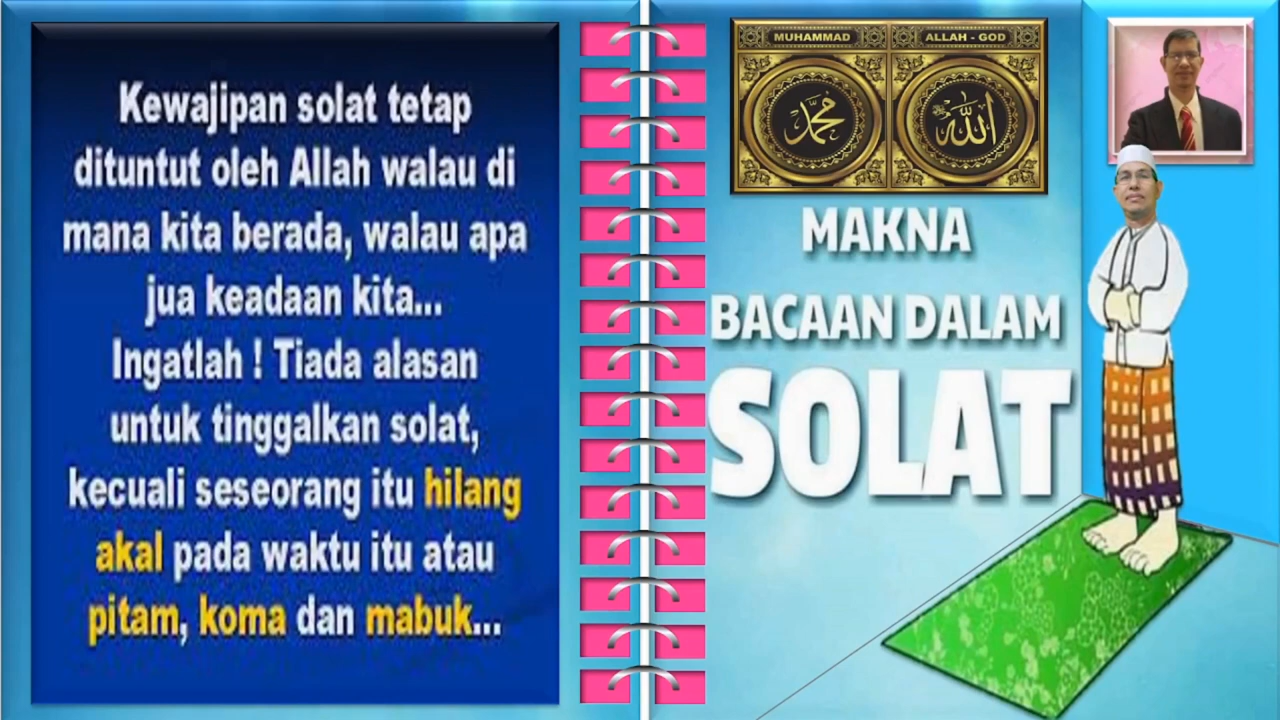 Kewajipan solat tetap
dituntut oleh Allah walau di
mana kita berada, walau apa
jua keadaan kita...
Ingatlah ! Tiada alasan
untuk tinggalkan solat,
kecuali seseorang itu hilang
akal pada waktu itu atau
pitam, koma dan mabuk...
MUHAMMAD
ALLAH - GOD
محمد
الله
MAKNA
BACAAN DALAM
SOLAT